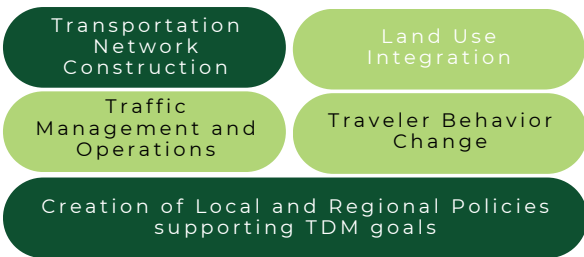 Transportation
Network
Construction
Land Use
Integration
Traffic
Management and
Operations
Traveler Behavior
Change
Creation of Local and Regional Policies
supporting TDM goals